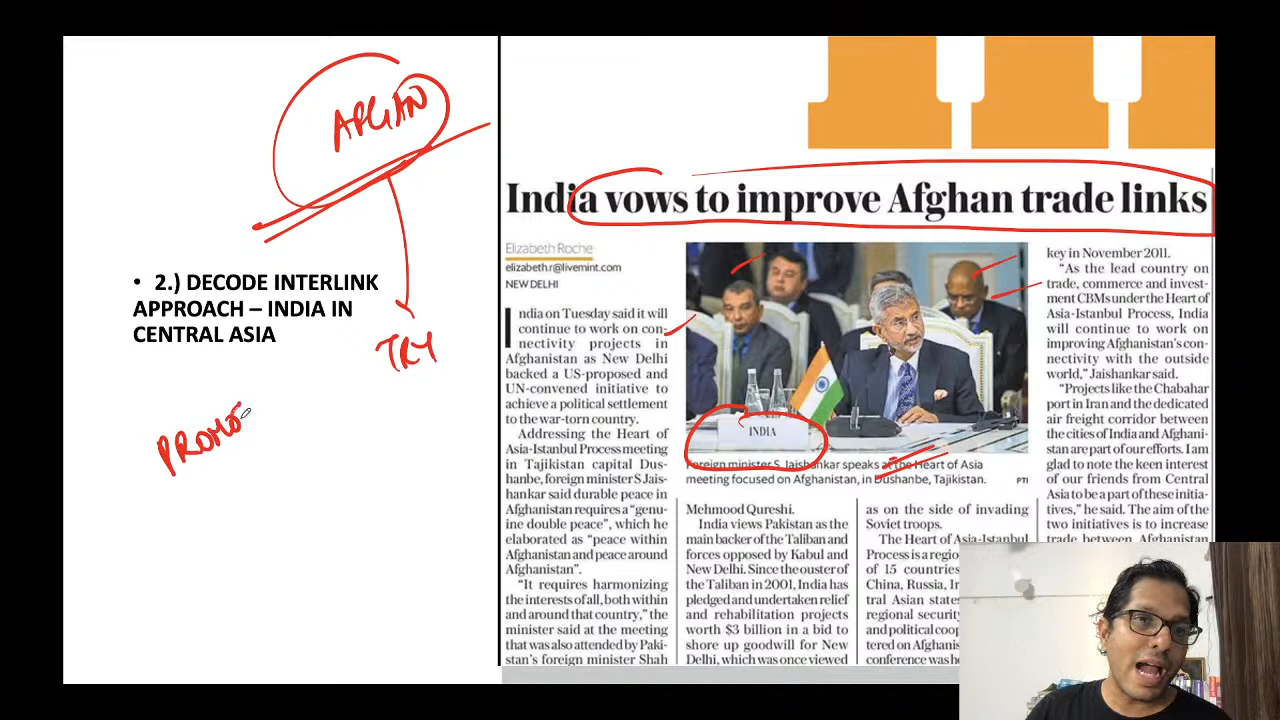 AFGAN
• 2.) DECODE INTERLINK
APPROACH – INDIA IN
CENTRAL ASIA
TRY
PROMO
India vows to improve Afghan trade links
Elizabeth Roche
elizabeth.r@livemint.com
NEW DELHI
India on Tuesday said it will
continue to work on con-
nectivity projects in
Afghanistan as New Delhi
backed a US-proposed and
UN-convened initiative to
achieve a political settlement
to the war-torn country.
Addressing the Heart of
Asia-Istanbul Process meeting
in Tajikistan capital Dus-
hanbe, foreign minister S Jais-
hankar said durable peace in
Afghanistan requires a “genu-
ine double peace”, which he
elaborated as “peace within
Afghanistan and peace around
Afghanistan”.
“It requires harmonizing
the interests of all, both within
and around that country,” the
minister said at the meeting
that was also attended by Paki-
stan’s foreign minister Shah
INDIA
Foreign minister S Jaishankar speaks at the Heart of Asia
meeting focused on Afghanistan, in Dushanbe, Tajikistan.
PTI
Mehmood Qureshi.
India views Pakistan as the
main backer of the Taliban and
forces opposed by Kabul and
New Delhi. Since the ouster of
the Taliban in 2001, India has
pledged and undertaken relief
and rehabilitation projects
worth $3 billion in a bid to
shore up goodwill for New
Delhi, which was once viewed
as on the side of invading
Soviet troops.
The Heart of Asia-Istanbul
Process is a
of 15 countries
China, Russia,
tral Asian states
regional
and political
tered on
conference was
key in November 2011.
“As the lead country on
trade, commerce and invest-
ment CBMs under the Heart of
Asia-Istanbul Process, India
will continue to work on
improving Afghanistan’s con-
nectivity with the outside
world,” Jaishankar said.
“Projects like the Chabahar
port in Iran and the dedicated
air freight corridor between
the cities of India and Afghani-
stan are part of our efforts. I am
glad to note the keen interest
of our friends from Central
Asia to be a part of these initia-
tives,” he said. The aim of the
two initiatives is to increase
trade between Afghanistan